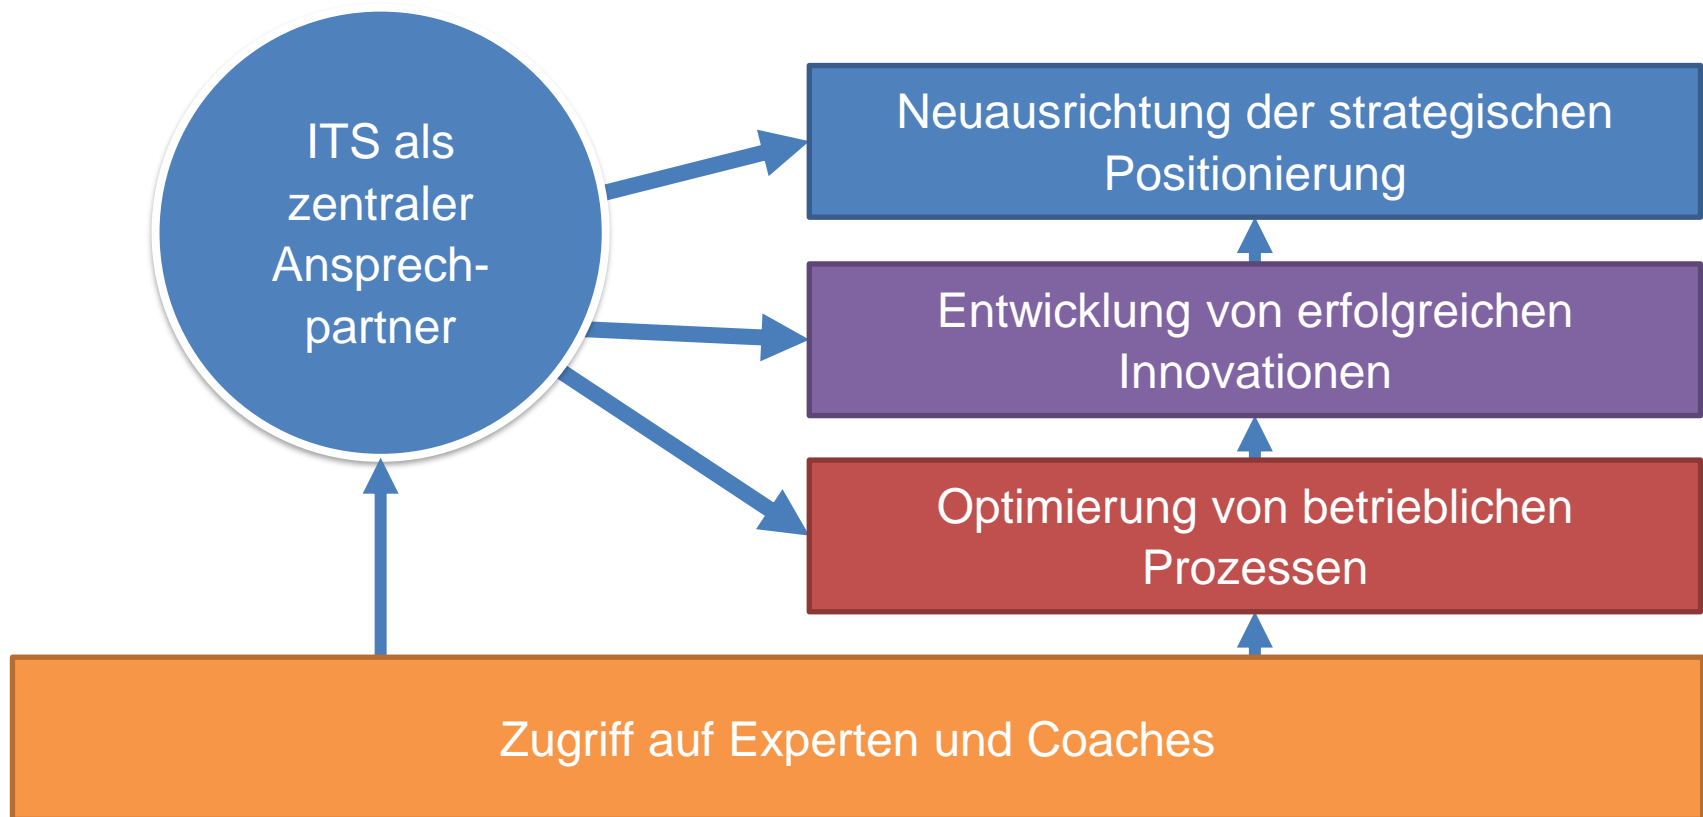 ITS als
zentraler
Ansprech-
partner
Neuausrichtung der strategischen
Positionierung
Entwicklung von erfolgreichen
Innovationen
Optimierung von betrieblichen
Prozessen
Zugriff auf Experten und Coaches